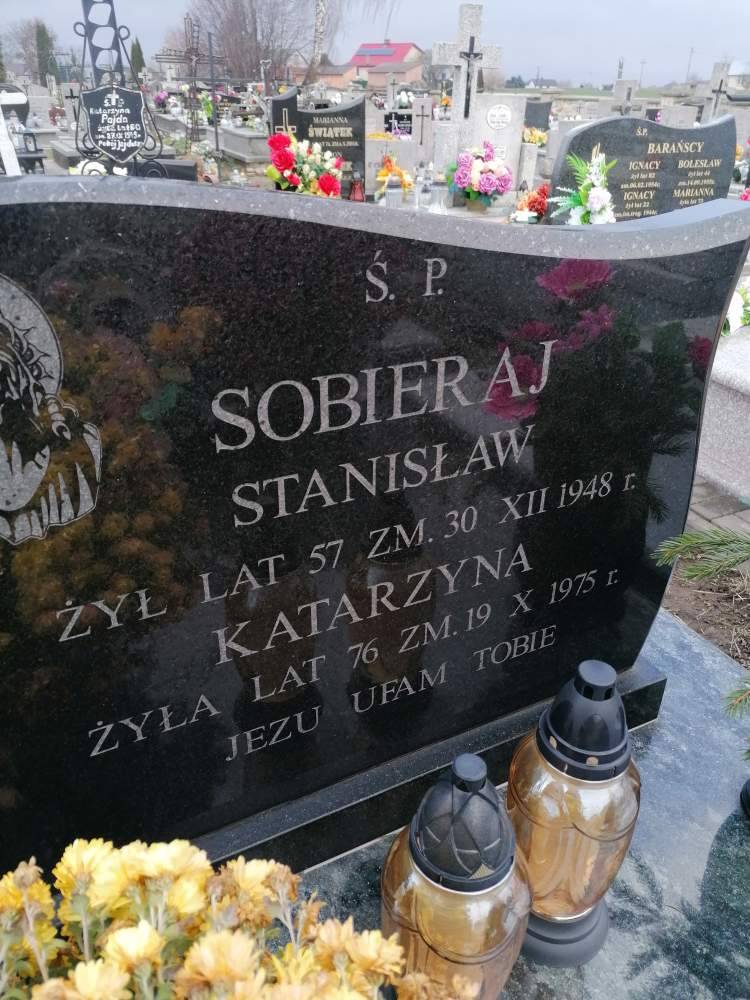 Ś. P.
SOBIERAJ
STANISŁAW
ŻYŁ LAT 57 ZM. 30 XII 1948 r.
KATARZYNA
ŻYŁA LAT 76 ZM. 19 X 1975 r.
JEZU UFAM TOBIE
Ś.P.
Katarzyna
Pajda
MARIANNA
ŚWIĄTEK
Ś.P.
BARAŃSCY
IGNACY BOLESŁAW
IGNACY MARIANNA